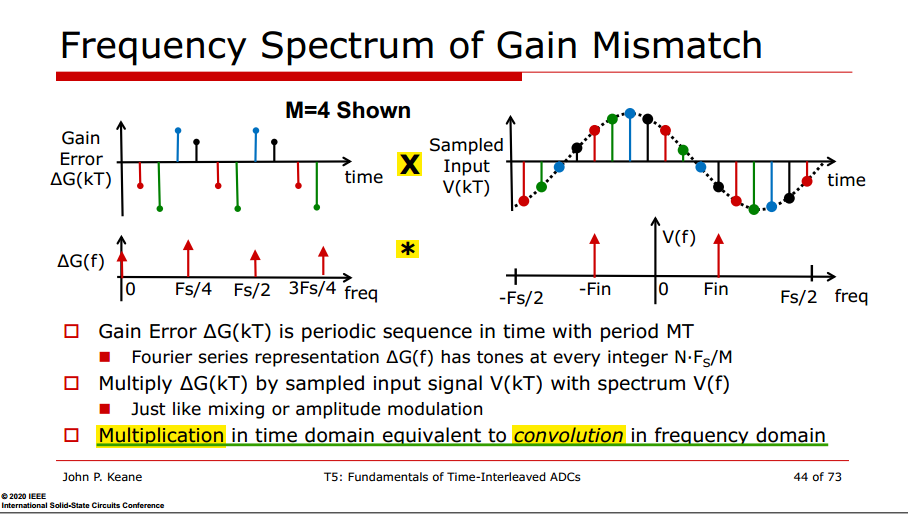 Frequency Spectrum of Gain Mismatch
M=4 Shown
Gain
Error
ΔG(kT)
time
X
Sampled
Input
V(kT)
time
ΔG(f)
0
Fs/4
Fs/2
3Fs/4
freq
*
V(f)
-Fs/2
-Fin
0
Fin
Fs/2
freq
Gain Error ΔG(kT) is periodic sequence in time with period MT
Fourier series representation ΔG(f) has tones at every integer N·Fs/M
Multiply ΔG(kT) by sampled input signal V(kT) with spectrum V(f)
Just like mixing or amplitude modulation
Multiplication in time domain equivalent to convolution in frequency domain
John P. Keane
T5: Fundamentals of Time-Interleaved ADCs
44 of 73
© 2020 IEEE
International Solid-State Circuits Conference